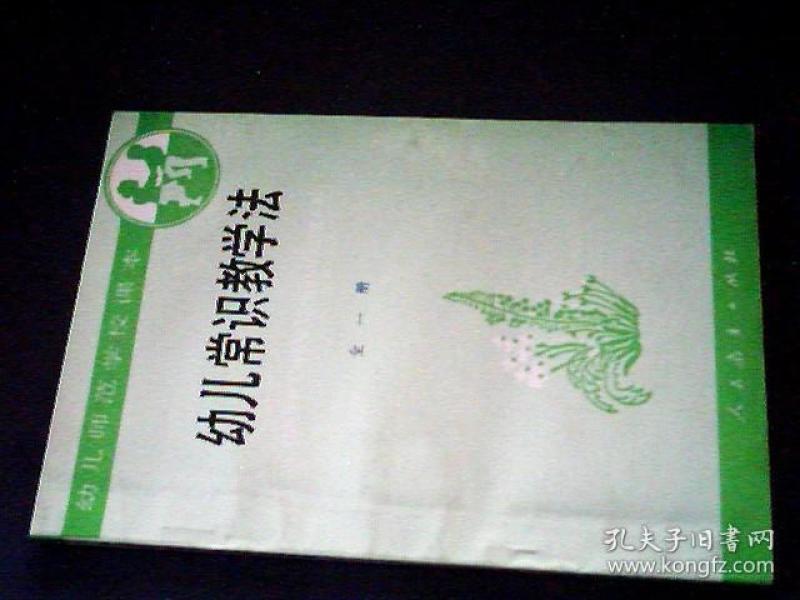 幼儿师范学校课本
幼儿常识教学法
全一册
人民教育出版社
孔夫子旧書网
www.kongfz.com